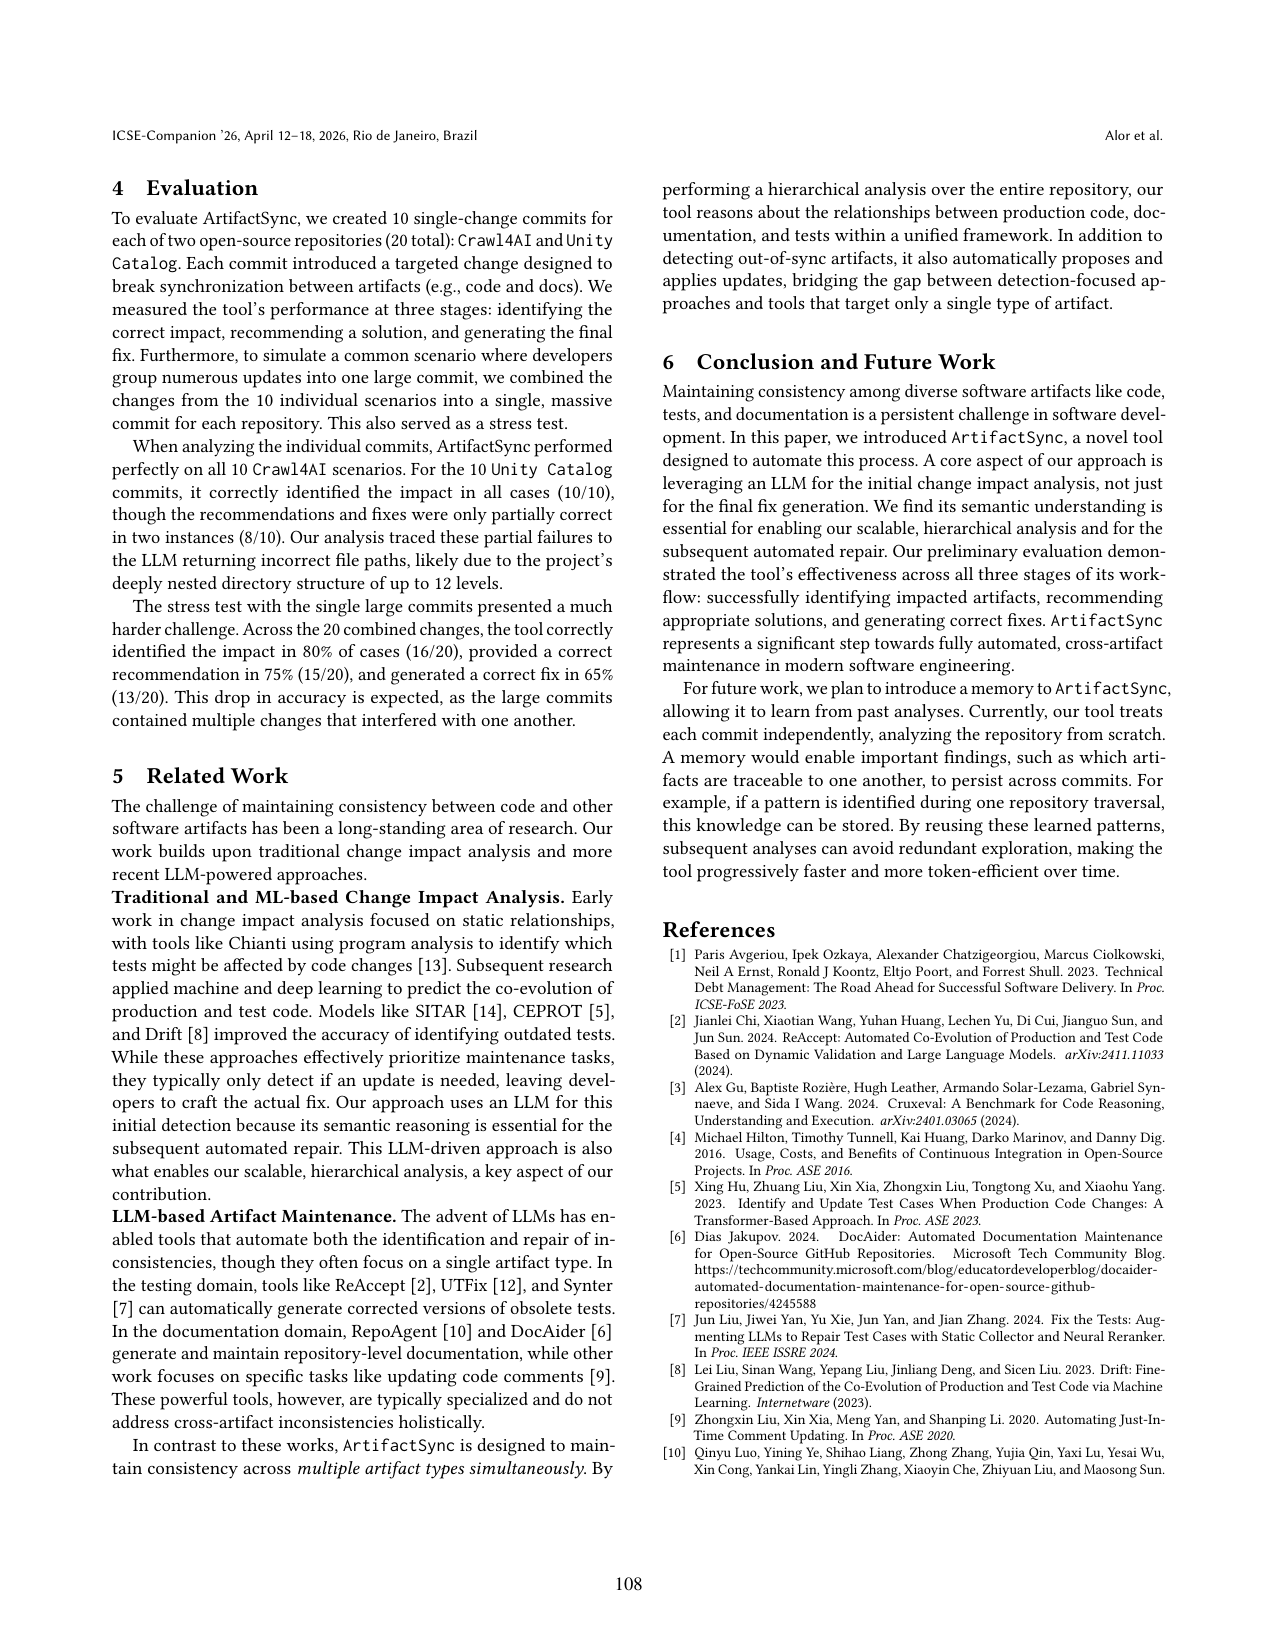 ICSE-Companion ’26, April 12–18, 2026, Rio de Janeiro, Brazil
Alor et al.
4 Evaluation
To evaluate ArtifactSync, we created 10 single-change commits for
each of two open-source repositories (20 total): Crawl4AI and Unity
Catalog. Each commit introduced a targeted change designed to
break synchronization between artifacts (e.g., code and docs). We
measured the tool’s performance at three stages: identifying the
correct impact, recommending a solution, and generating the final
fix. Furthermore, to simulate a common scenario where developers
group numerous updates into one large commit, we combined the
changes from the 10 individual scenarios into a single, massive
commit for each repository. This also served as a stress test.
When analyzing the individual commits, ArtifactSync performed
perfectly on all 10 Crawl4AI scenarios. For the 10 Unity Catalog
commits, it correctly identified the impact in all cases (10/10),
though the recommendations and fixes were only partially correct
in two instances (8/10). Our analysis traced these partial failures to
the LLM returning incorrect file paths, likely due to the project’s
deeply nested directory structure of up to 12 levels.
The stress test with the single large commits presented a much
harder challenge. Across the 20 combined changes, the tool correctly
identified the impact in 80% of cases (16/20), provided a correct
recommendation in 75% (15/20), and generated a correct fix in 65%
(13/20). This drop in accuracy is expected, as the large commits
contained multiple changes that interfered with one another.
5 Related Work
The challenge of maintaining consistency between code and other
software artifacts has been a long-standing area of research. Our
work builds upon traditional change impact analysis and more
recent LLM-powered approaches.
Traditional and ML-based Change Impact Analysis. Early
work in change impact analysis focused on static relationships,
with tools like Chianti using program analysis to identify which
tests might be affected by code changes [13]. Subsequent research
applied machine and deep learning to predict the co-evolution of
production and test code. Models like SITAR [14], CEPROT [5],
and Drift [8] improved the accuracy of identifying outdated tests.
While these approaches effectively prioritize maintenance tasks,
they typically only detect if an update is needed, leaving devel-
opers to craft the actual fix. Our approach uses an LLM for this
initial detection because its semantic reasoning is essential for the
subsequent automated repair. This LLM-driven approach is also
what enables our scalable, hierarchical analysis, a key aspect of our
contribution.
LLM-based Artifact Maintenance. The advent of LLMs has en-
abled tools that automate both the identification and repair of in-
consistencies, though they often focus on a single artifact type. In
the testing domain, tools like ReAccept [2], UTFix [12], and Synter
[7] can automatically generate corrected versions of obsolete tests.
In the documentation domain, RepoAgent [10] and DocAider [6]
generate and maintain repository-level documentation, while other
work focuses on specific tasks like updating code comments [9].
These powerful tools, however, are typically specialized and do not
address cross-artifact inconsistencies holistically.
In contrast to these works, ArtifactSync is designed to main-
tain consistency across multiple artifact types simultaneously. By
performing a hierarchical analysis over the entire repository, our
tool reasons about the relationships between production code, doc-
umentation, and tests within a unified framework. In addition to
detecting out-of-sync artifacts, it also automatically proposes and
applies updates, bridging the gap between detection-focused ap-
proaches and tools that target only a single type of artifact.
6 Conclusion and Future Work
Maintaining consistency among diverse software artifacts like code,
tests, and documentation is a persistent challenge in software devel-
opment. In this paper, we introduced ArtifactSync, a novel tool
designed to automate this process. A core aspect of our approach is
leveraging an LLM for the initial change impact analysis, not just
for the final fix generation. We find its semantic understanding is
essential for enabling our scalable, hierarchical analysis and for the
subsequent automated repair. Our preliminary evaluation demon-
strated the tool’s effectiveness across all three stages of its work-
flow: successfully identifying impacted artifacts, recommending
appropriate solutions, and generating correct fixes. ArtifactSync
represents a significant step towards fully automated, cross-artifact
maintenance in modern software engineering.
For future work, we plan to introduce a memory to ArtifactSync,
allowing it to learn from past analyses. Currently, our tool treats
each commit independently, analyzing the repository from scratch.
A memory would enable important findings, such as which arti-
facts are traceable to one another, to persist across commits. For
example, if a pattern is identified during one repository traversal,
this knowledge can be stored. By reusing these learned patterns,
subsequent analyses can avoid redundant exploration, making the
tool progressively faster and more token-efficient over time.
References
[1] Paris Avgeriou, Ipek Ozkaya, Alexander Chatzigeorgiou, Marcus Ciolkowski,
Neil A Ernst, Ronald J Koontz, Eltjo Poort, and Forrest Shull. 2023. Technical
Debt Management: The Road Ahead for Successful Software Delivery. In Proc.
ICSE-FoSE 2023.
[2] Jianlei Chi, Xiaotian Wang, Yuhan Huang, Lechen Yu, Di Cui, Jianguo Sun, and
Jun Sun. 2024. ReAccept: Automated Co-Evolution of Production and Test Code
Based on Dynamic Validation and Large Language Models. arXiv:2411.11033
(2024).
[3] Alex Gu, Baptiste Rozière, Hugh Leather, Armando Solar-Lezama, Gabriel Syn-
naeve, and Sida I Wang. 2024. Cruxeval: A Benchmark for Code Reasoning,
Understanding and Execution. arXiv:2401.03065 (2024).
[4] Michael Hilton, Timothy Tunnell, Kai Huang, Darko Marinov, and Danny Dig.
2016. Usage, Costs, and Benefits of Continuous Integration in Open-Source
Projects. In Proc. ASE 2016.
[5] Xing Hu, Zhuang Liu, Xin Xia, Zhongxin Liu, Tongtong Xu, and Xiaohu Yang.
2023. Identify and Update Test Cases When Production Code Changes: A
Transformer-Based Approach. In Proc. ASE 2023.
[6] Dias Jakupov. 2024. DocAider: Automated Documentation Maintenance
for Open-Source GitHub Repositories. Microsoft Tech Community Blog.
https://techcommunity.microsoft.com/blog/educatordeveloperblog/docaider-
automated-documentation-maintenance-for-open-source-github-
repositories/4245588
[7] Jun Liu, Jiwei Yan, Yu Xie, Jun Yan, and Jian Zhang. 2024. Fix the Tests: Aug-
menting LLMs to Repair Test Cases with Static Collector and Neural Reranker.
In Proc. IEEE ISSRE 2024.
[8] Lei Liu, Sinan Wang, Yepang Liu, Jinliang Deng, and Sicen Liu. 2023. Drift: Fine-
Grained Prediction of the Co-Evolution of Production and Test Code via Machine
Learning. Internetware (2023).
[9] Zhongxin Liu, Xin Xia, Meng Yan, and Shanping Li. 2020. Automating Just-In-
Time Comment Updating. In Proc. ASE 2020.
[10] Qinyu Luo, Yining Ye, Shihao Liang, Zhong Zhang, Yujia Qin, Yaxi Lu, Yesai Wu,
Xin Cong, Yankai Lin, Yingli Zhang, Xiaoyin Che, Zhiyuan Liu, and Maosong Sun.
108